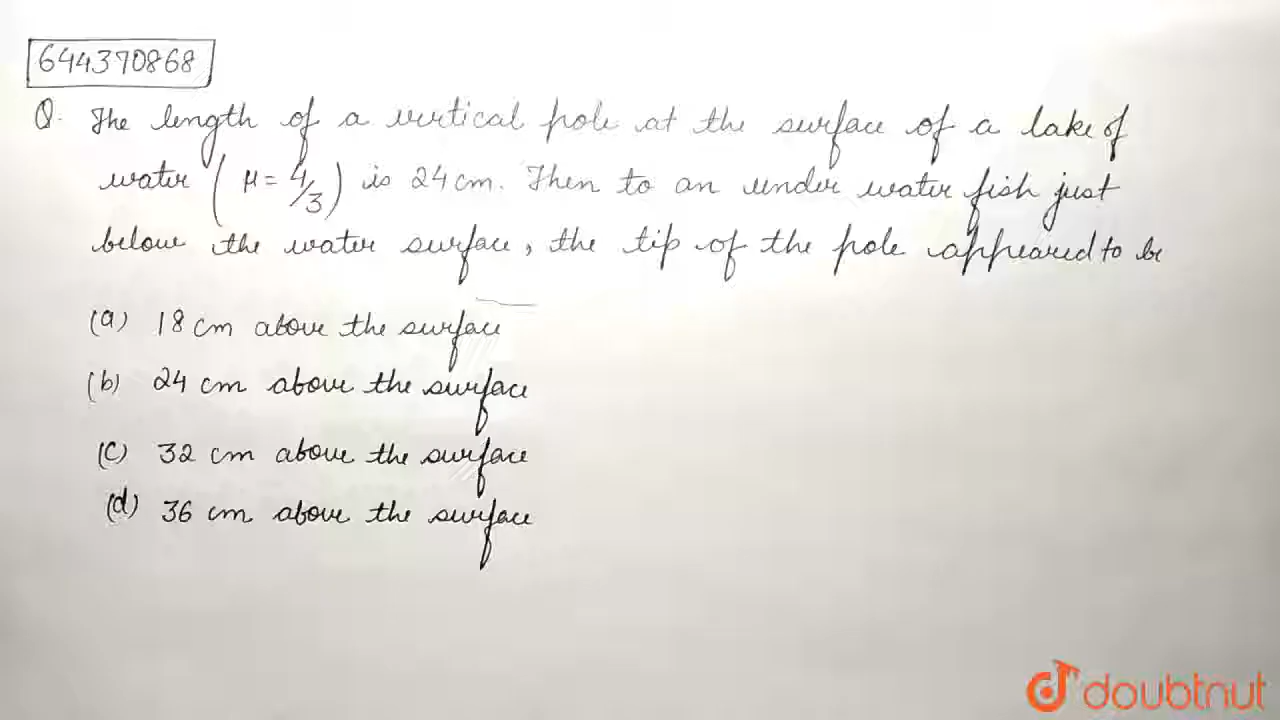 644370868
Q. The length of a vertical pole at the surface of a lake of
water (μ = 4/3) is 24 cm. Then to an under water fish just
below the water surface, the tip of the pole appeared to be
(a) 18 cm above the surface
(b) 24 cm above the surface
(c) 32 cm above the surface
(d) 36 cm above the surface
doubtnut